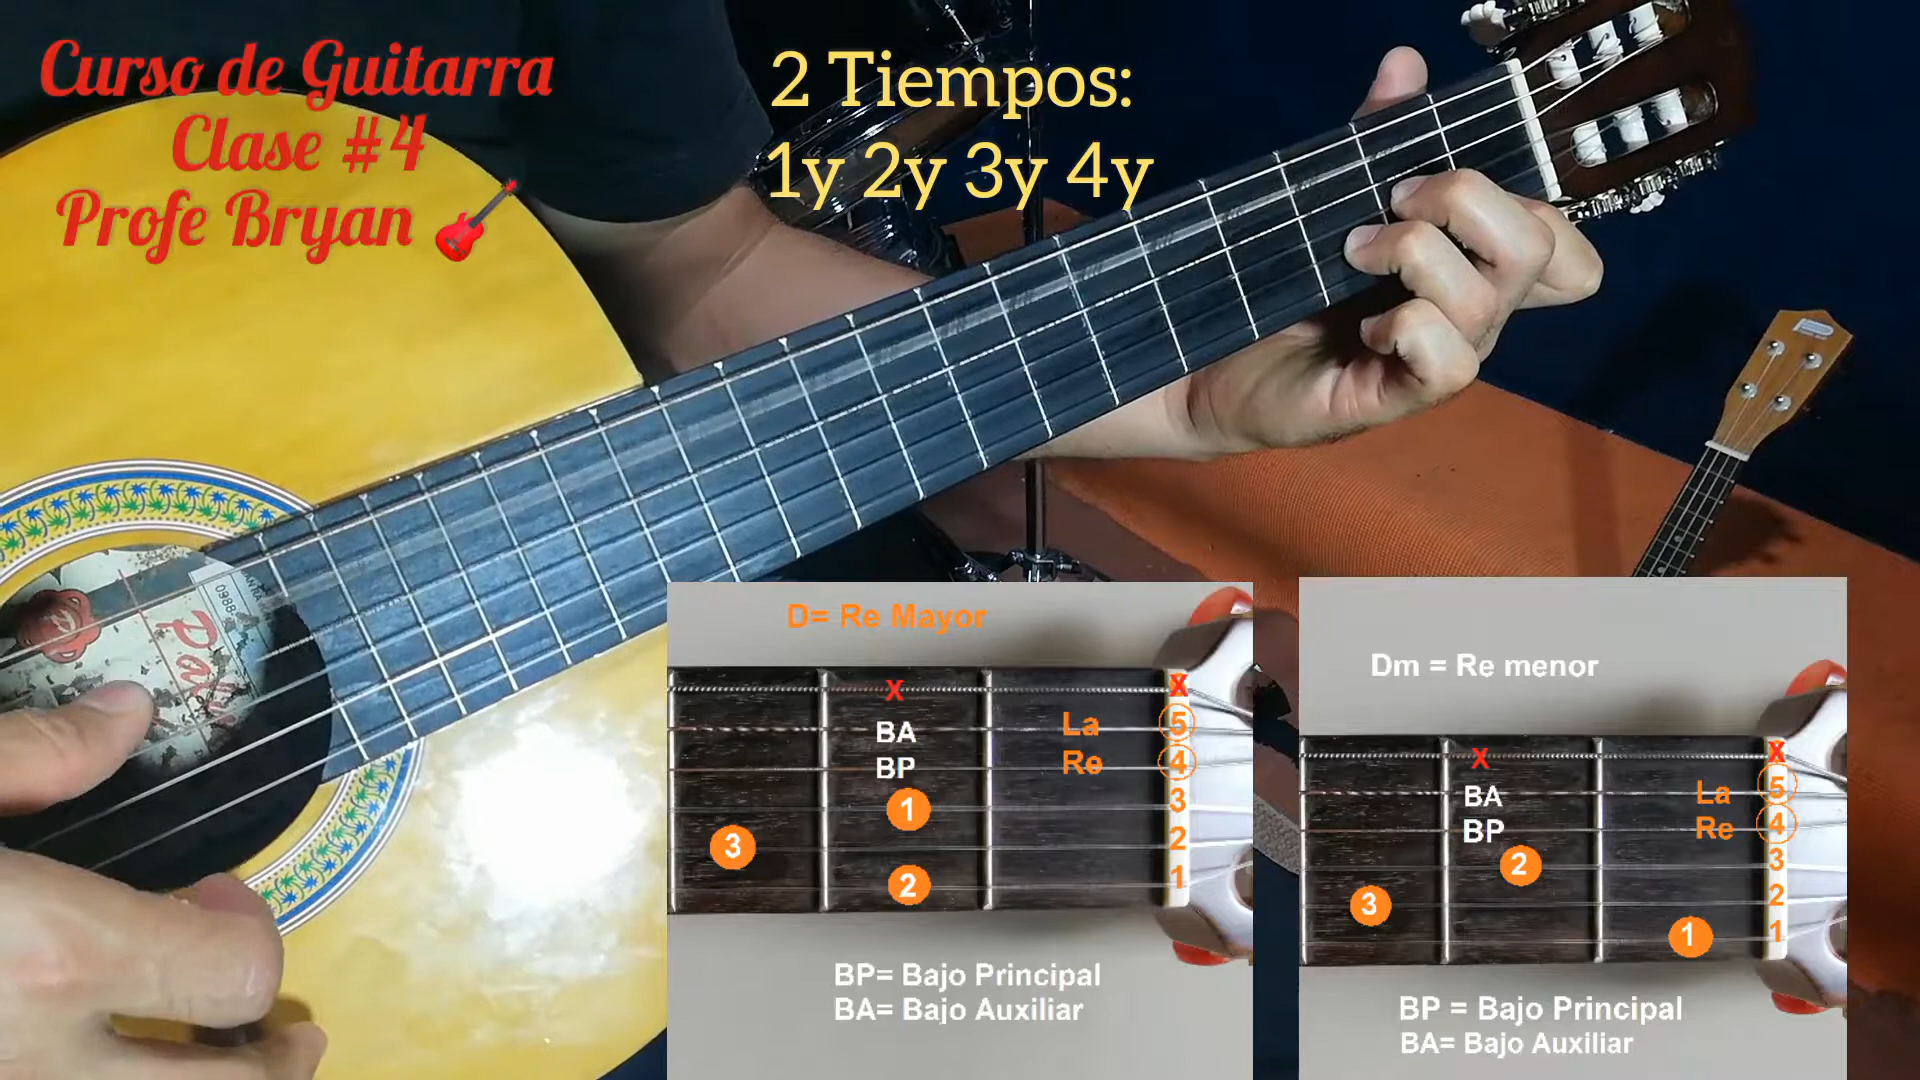 Curso de Guitarra
Clase #4
Profe Bryan
2 Tiempos:
1y 2y 3y 4y
0988
D= Re Mayor
X
X
BA
La
5
BP
Re
4
1
3
3
2
2
1
BP= Bajo Principal
BA= Bajo Auxiliar
Dm = Re menor
X
X
BA
La
5
BP
Re
4
2
3
3
2
1
1
BP = Bajo Principal
BA= Bajo Auxiliar